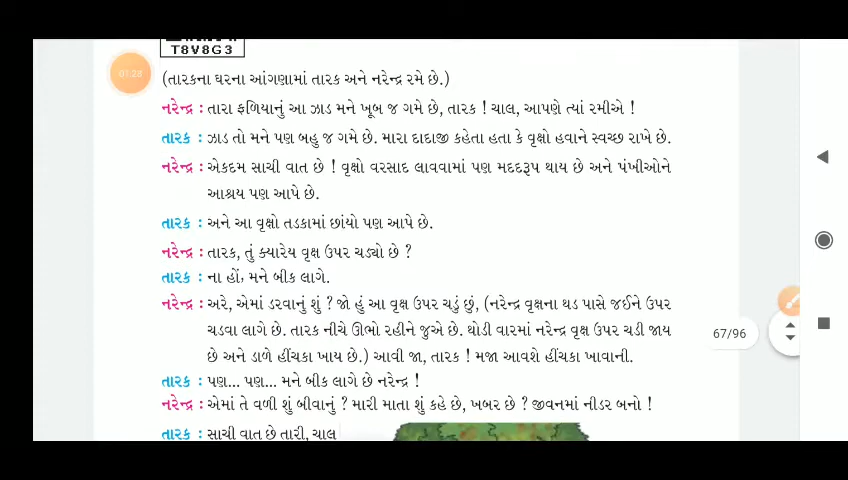 T8V8G3
01:28
(તારકના ઘરના આંગણામાં તારક અને નરેન્દ્ર રમે છે.)
નરેન્દ્ર : તારા ફળિયાનું આ ઝાડ મને ખૂબ જ ગમે છે, તારક ! ચાલ, આપણે ત્યાં રમીએ !
તારક : ઝાડ તો મને પણ બહુ જ ગમે છે. મારા દાદાજી કહેતા હતા કે વૃક્ષો હવાને સ્વચ્છ રાખે છે.
નરેન્દ્ર : એકદમ સાચી વાત છે ! વૃક્ષો વરસાદ લાવવામાં પણ મદદરૂપ થાય છે અને પંખીઓને
આશ્રય પણ આપે છે.
તારક : અને આ વૃક્ષો તડકામાં છાંયો પણ આપે છે.
નરેન્દ્ર : તારક, તું ક્યારેય વૃક્ષ ઉપર ચડ્યો છે ?
તારક : ના હોં, મને બીક લાગે.
નરેન્દ્ર : અરે, એમાં ડરવાનું શું ? જો હું આ વૃક્ષ ઉપર ચડું છું, (નરેન્દ્ર વૃક્ષના થડ પાસે જઈને ઉપર
ચડવા લાગે છે. તારક નીચે ઊભો રહીને જુએ છે. થોડી વારમાં નરેન્દ્ર વૃક્ષ ઉપર ચડી જાય
છે અને ડાળે હીંચકા ખાય છે.) આવી જા, તારક ! મજા આવશે હીંચકા ખાવાની.
67/96
તારક : પણ... પણ... મને બીક લાગે છે નરેન્દ્ર !
નરેન્દ્ર : એમાં તે વળી શું બીવાનું ? મારી માતા શું કહે છે, ખબર છે ? જીવનમાં નીડર બનો !
તારક : સાચી વાત છે તારી, ચાલ